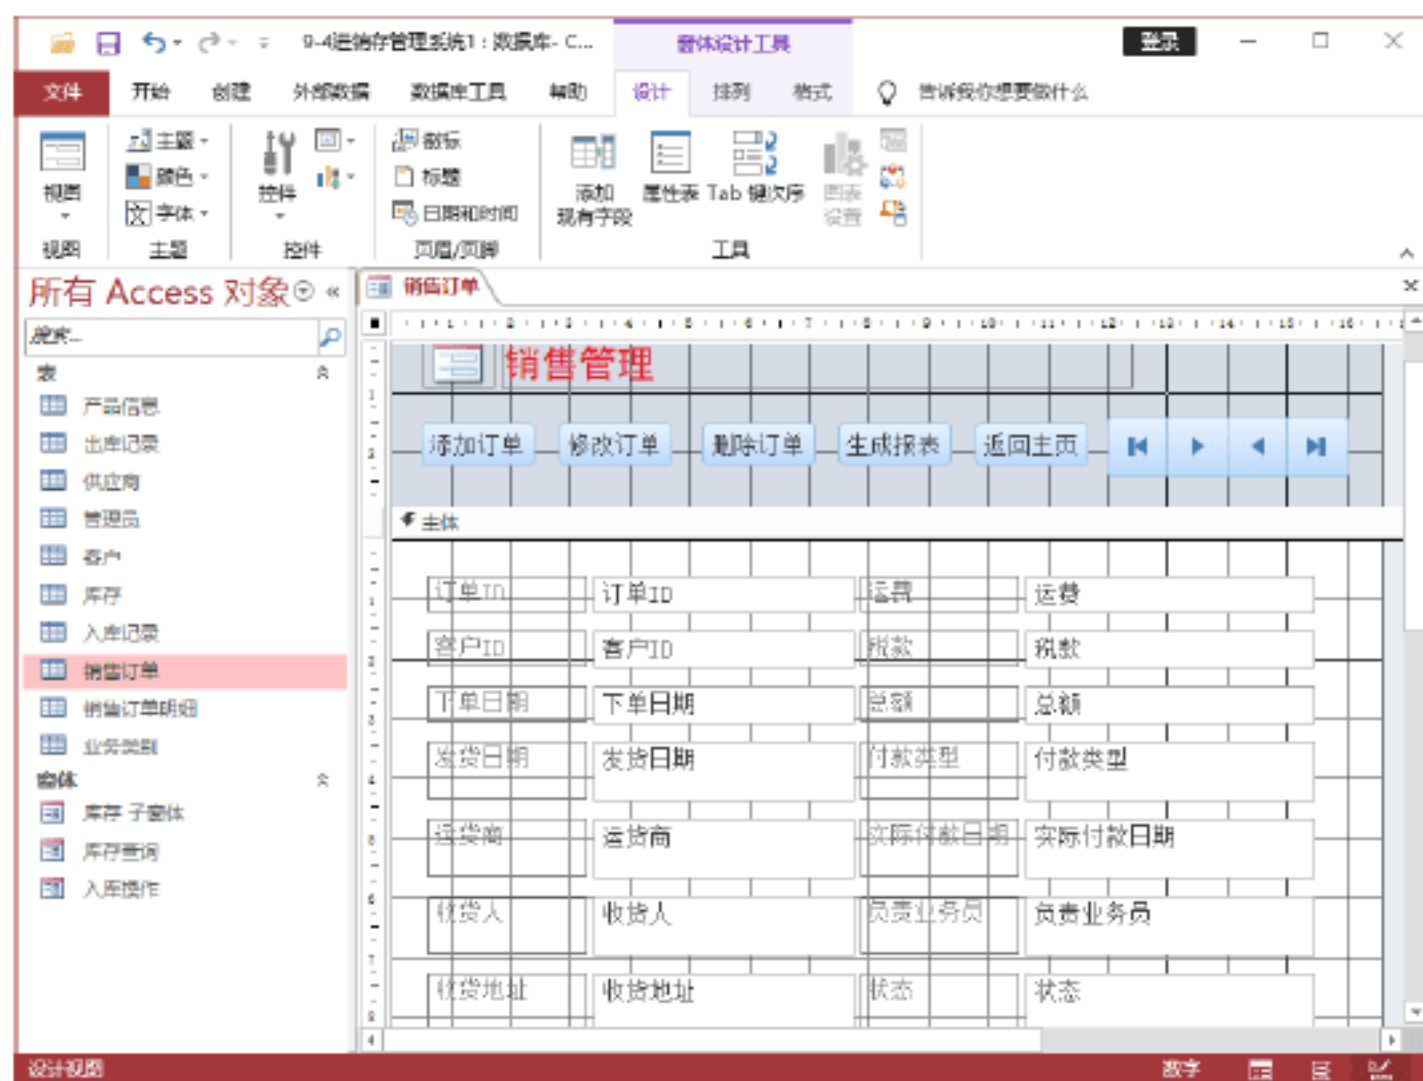 9-4进销存管理系统1：数据库- C... 窗体设计工具 登录
文件 开始 创建 外部数据 数据库工具 帮助 设计 排列 格式 告诉我你想要做什么
主题 徽标
颜色 标题
视图 控件 添加 属性表 Tab 键次序 图表
字体 日期和时间 现有字段 设置
视图 主题 控件 页眉/页脚 工具
所有 Access 对象 «
销售订单
搜索...
表
产品信息
出库记录
供应商
管理员
客户
库存
入库记录
销售订单
销售订单明细
业务类别
窗体
库存 子窗体
库存查询
入库操作
销售管理
添加订单 修改订单 删除订单 生成报表 返回主页
主体
订单ID 订单ID 运费 运费
客户ID 客户ID 税款 税款
下单日期 下单日期 总额 总额
发货日期 发货日期 付款类型 付款类型
运货商 运货商 实际付款日期 实际付款日期
收货人 收货人 负责业务员 负责业务员
收货地址 收货地址 状态 状态
设计视图 数字